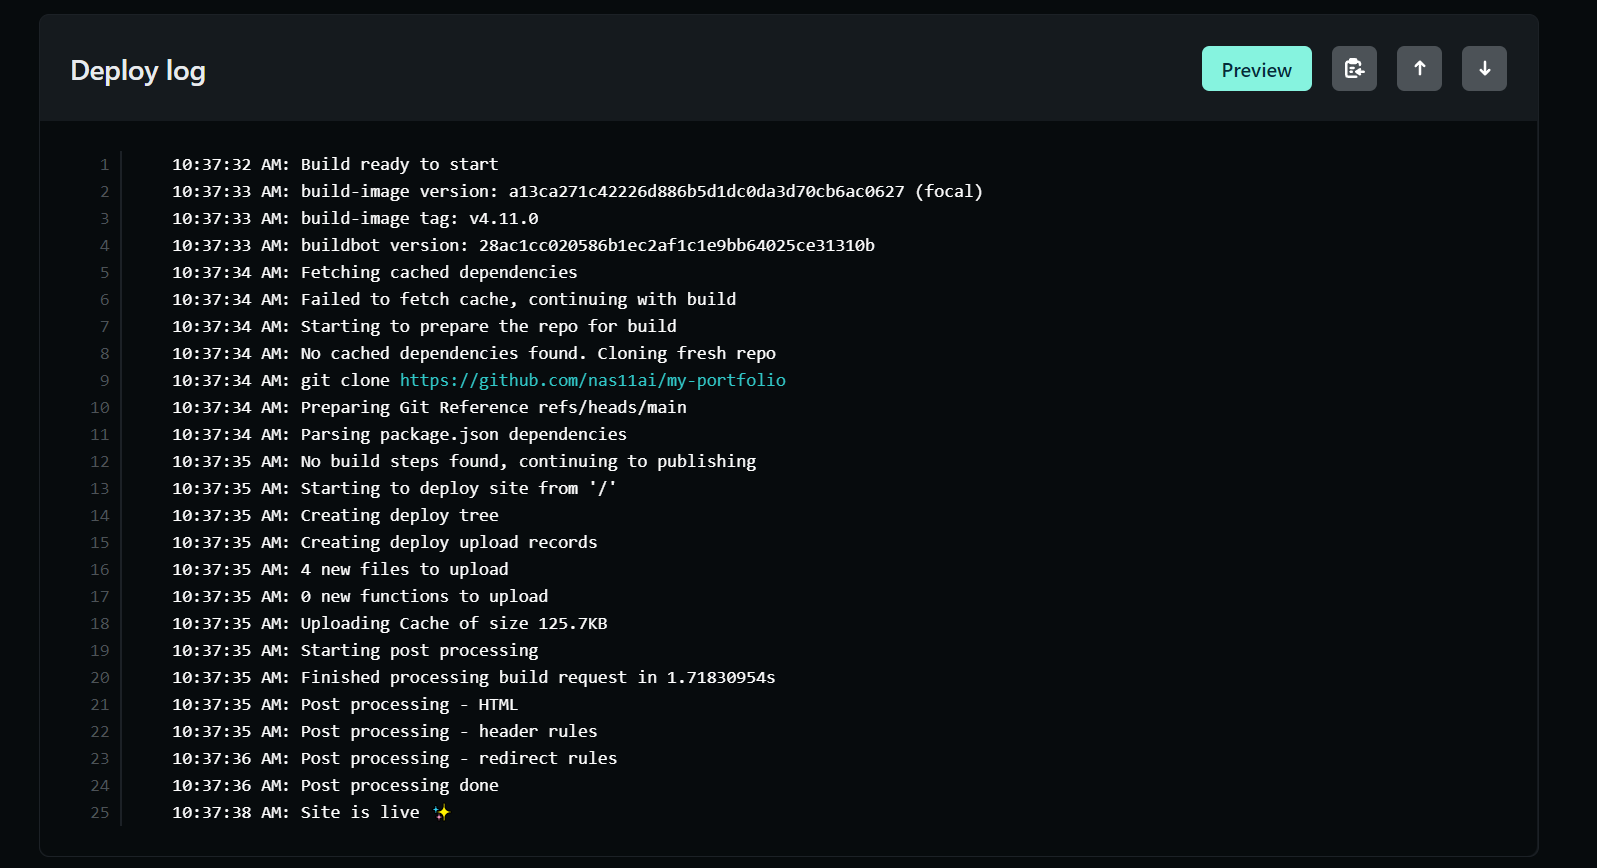 Deploy log
Preview
1 10:37:32 AM: Build ready to start
2 10:37:33 AM: build-image version: a13ca271c42226d886b5d1dc0da3d70cb6ac0627 (focal)
3 10:37:33 AM: build-image tag: v4.11.0
4 10:37:33 AM: buildbot version: 28ac1cc020586b1ec2af1c1e9bb64025ce31310b
5 10:37:34 AM: Fetching cached dependencies
6 10:37:34 AM: Failed to fetch cache, continuing with build
7 10:37:34 AM: Starting to prepare the repo for build
8 10:37:34 AM: No cached dependencies found. Cloning fresh repo
9 10:37:34 AM: git clone https://github.com/nas11ai/my-portfolio
10 10:37:34 AM: Preparing Git Reference refs/heads/main
11 10:37:34 AM: Parsing package.json dependencies
12 10:37:35 AM: No build steps found, continuing to publishing
13 10:37:35 AM: Starting to deploy site from '/'
14 10:37:35 AM: Creating deploy tree
15 10:37:35 AM: Creating deploy upload records
16 10:37:35 AM: 4 new files to upload
17 10:37:35 AM: 0 new functions to upload
18 10:37:35 AM: Uploading Cache of size 125.7KB
19 10:37:35 AM: Starting post processing
20 10:37:35 AM: Finished processing build request in 1.71830954s
21 10:37:35 AM: Post processing - HTML
22 10:37:35 AM: Post processing - header rules
23 10:37:36 AM: Post processing - redirect rules
24 10:37:36 AM: Post processing done
25 10:37:38 AM: Site is live ✨